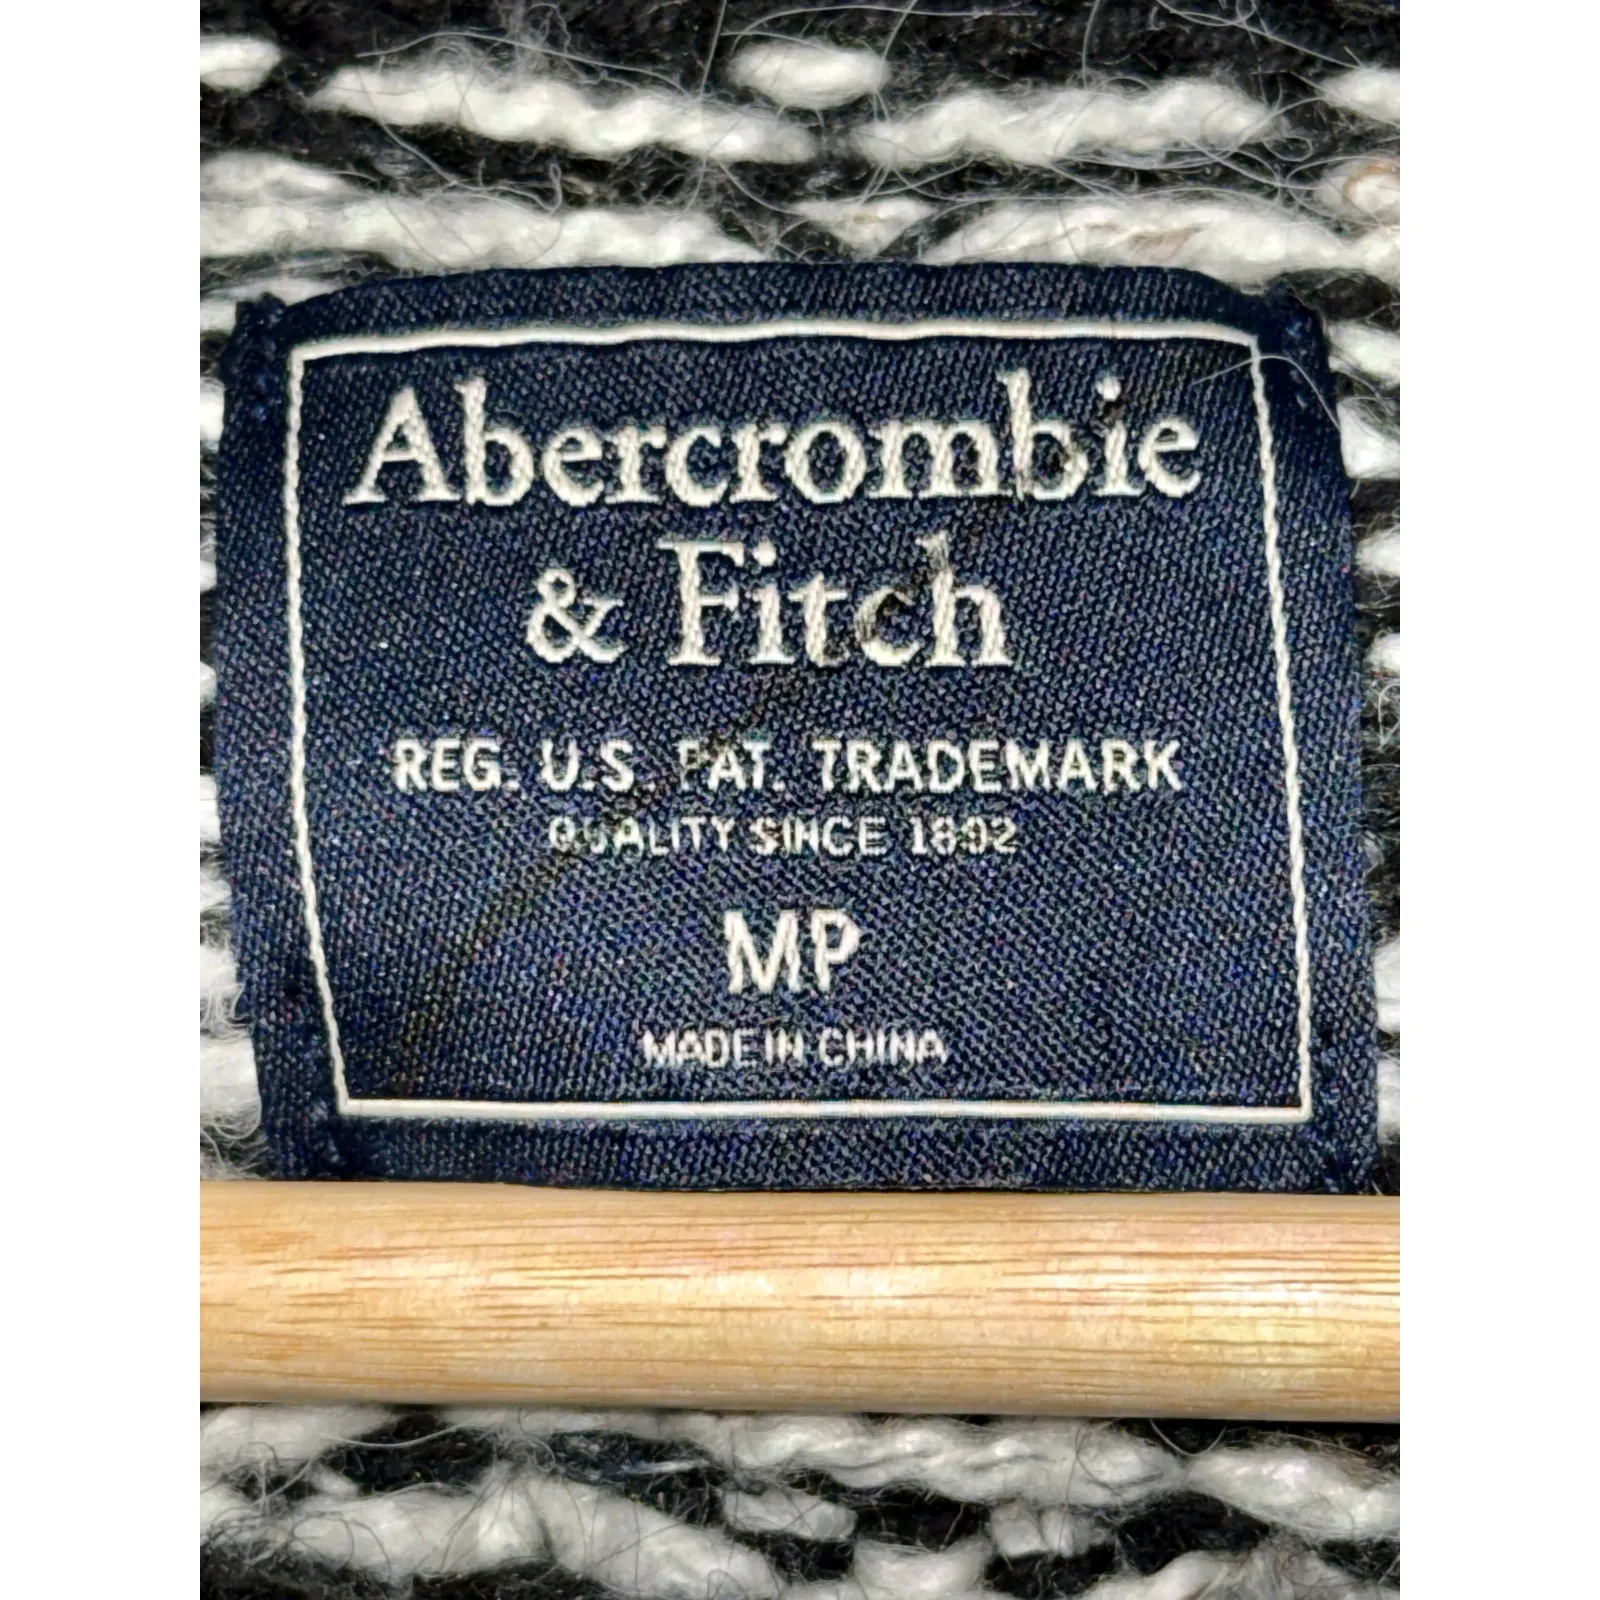 Abercrombie
& Fitch
REG. U.S. PAT. TRADEMARK
QUALITY SINCE 1892
MP
MADE IN CHINA